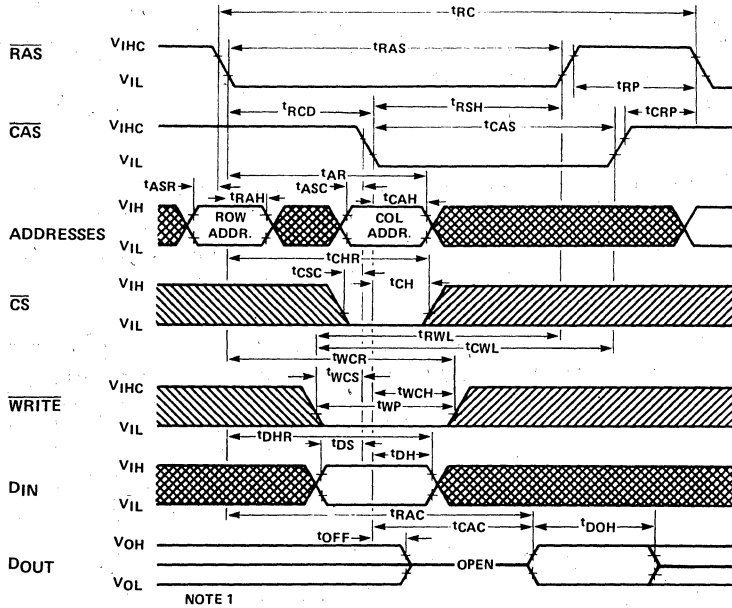 tRC
RAS VIHC tRAS
VIL tRP
tRCD tRSH tCRP
CAS VIHC tCAS
VIL
tAR
tASR tASC
tRAH tCAH
VIH
ADDRESSES ROW ADDR. COL ADDR.
VIL
tCHR
tCSC
VIH tCH
CS
VIL
tRWL
tCWL
tWCR
tWCS
VIHC tWCH
WRITE tWP
VIL
tDHR tDS tDH
VIH
DIN
VIL
tRAC
tCAC tDOH
tOFF
VOH
DOUT OPEN
VOL
NOTE 1